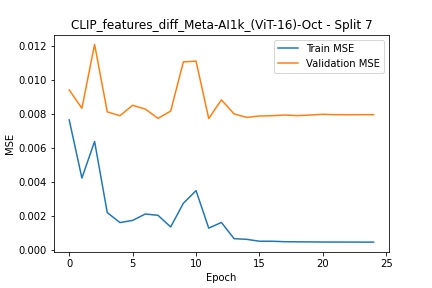 CLIP_features_diff_Meta-AI1k_(ViT-16)-Oct - Split 7
Train MSE
Validation MSE
MSE
0.012
0.010
0.008
0.006
0.004
0.002
0.000
0 5 10 15 20 25
Epoch